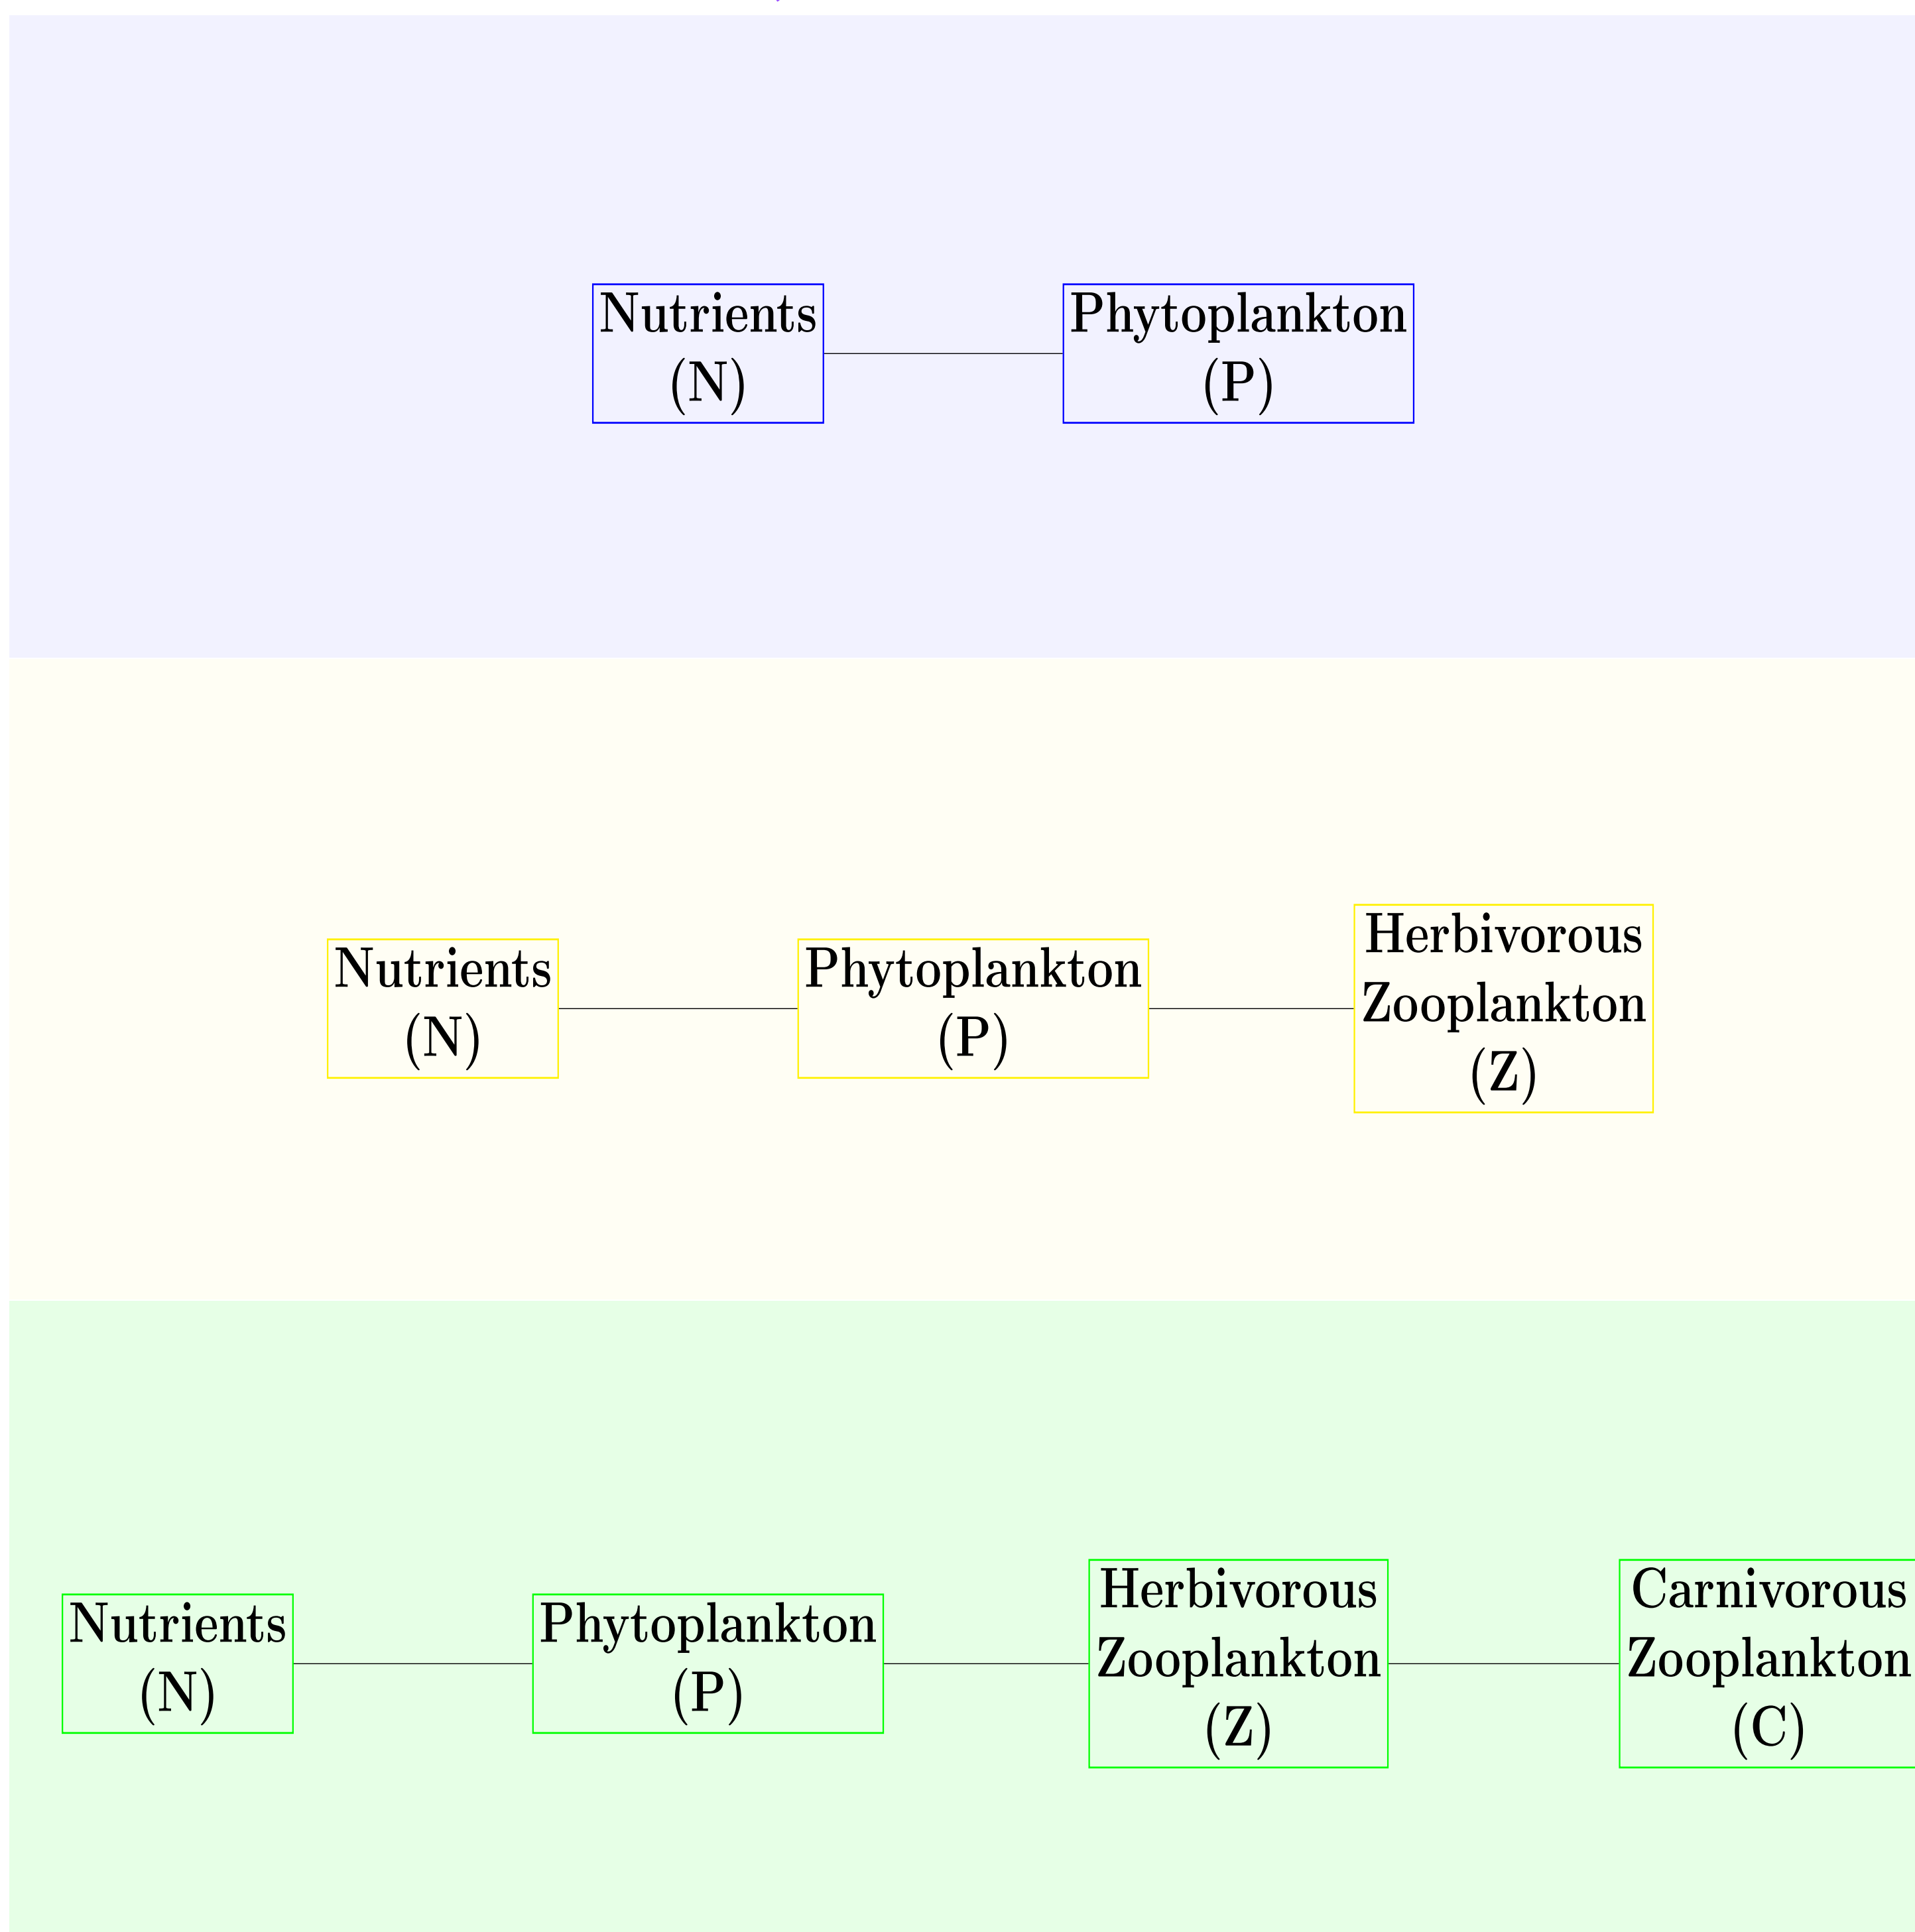 Nutrients
(N)
Phytoplankton
(P)
Nutrients
(N)
Phytoplankton
(P)
Herbivorous
Zooplankton
(Z)
Nutrients
(N)
Phytoplankton
(P)
Herbivorous
Zooplankton
(Z)
Carnivorous
Zooplankton
(C)